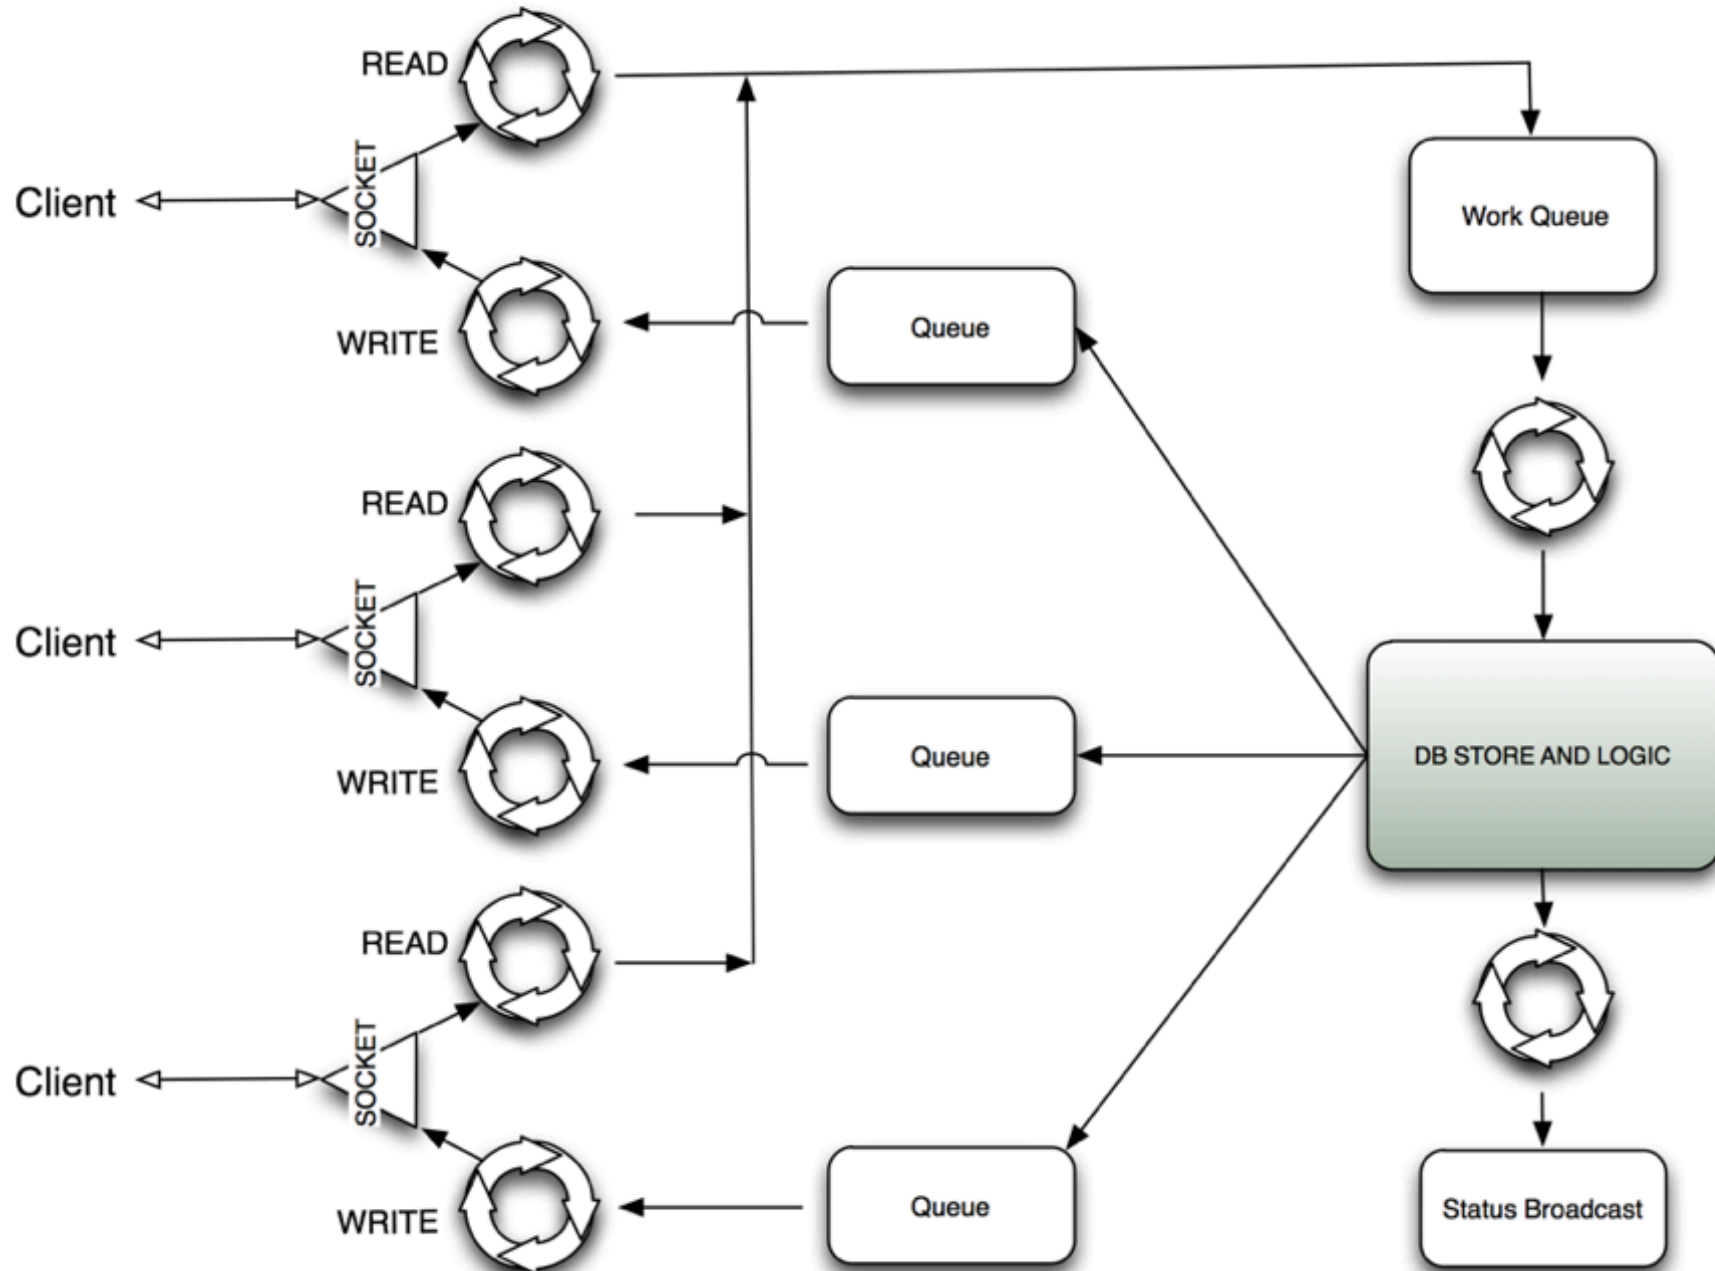 READ
SOCKET
Client
Work Queue
WRITE
Queue
READ
SOCKET
Client
WRITE
Queue
DB STORE AND LOGIC
READ
SOCKET
Client
WRITE
Queue
Status Broadcast